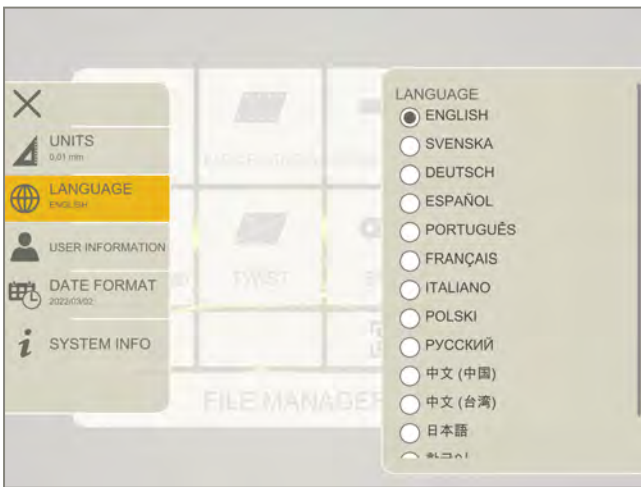 UNITS
0,01 mm
LANGUAGE
ENGLISH
USER INFORMATION
DATE FORMAT
2022/03/02
SYSTEM INFO
TWIST
FILE MANAGER
LANGUAGE
ENGLISH
SVENSKA
DEUTSCH
ESPAÑOL
PORTUGUÊS
FRANÇAIS
ITALIANO
POLSKI
РУССКИЙ
中文 (中国)
中文 (台湾)
日本語